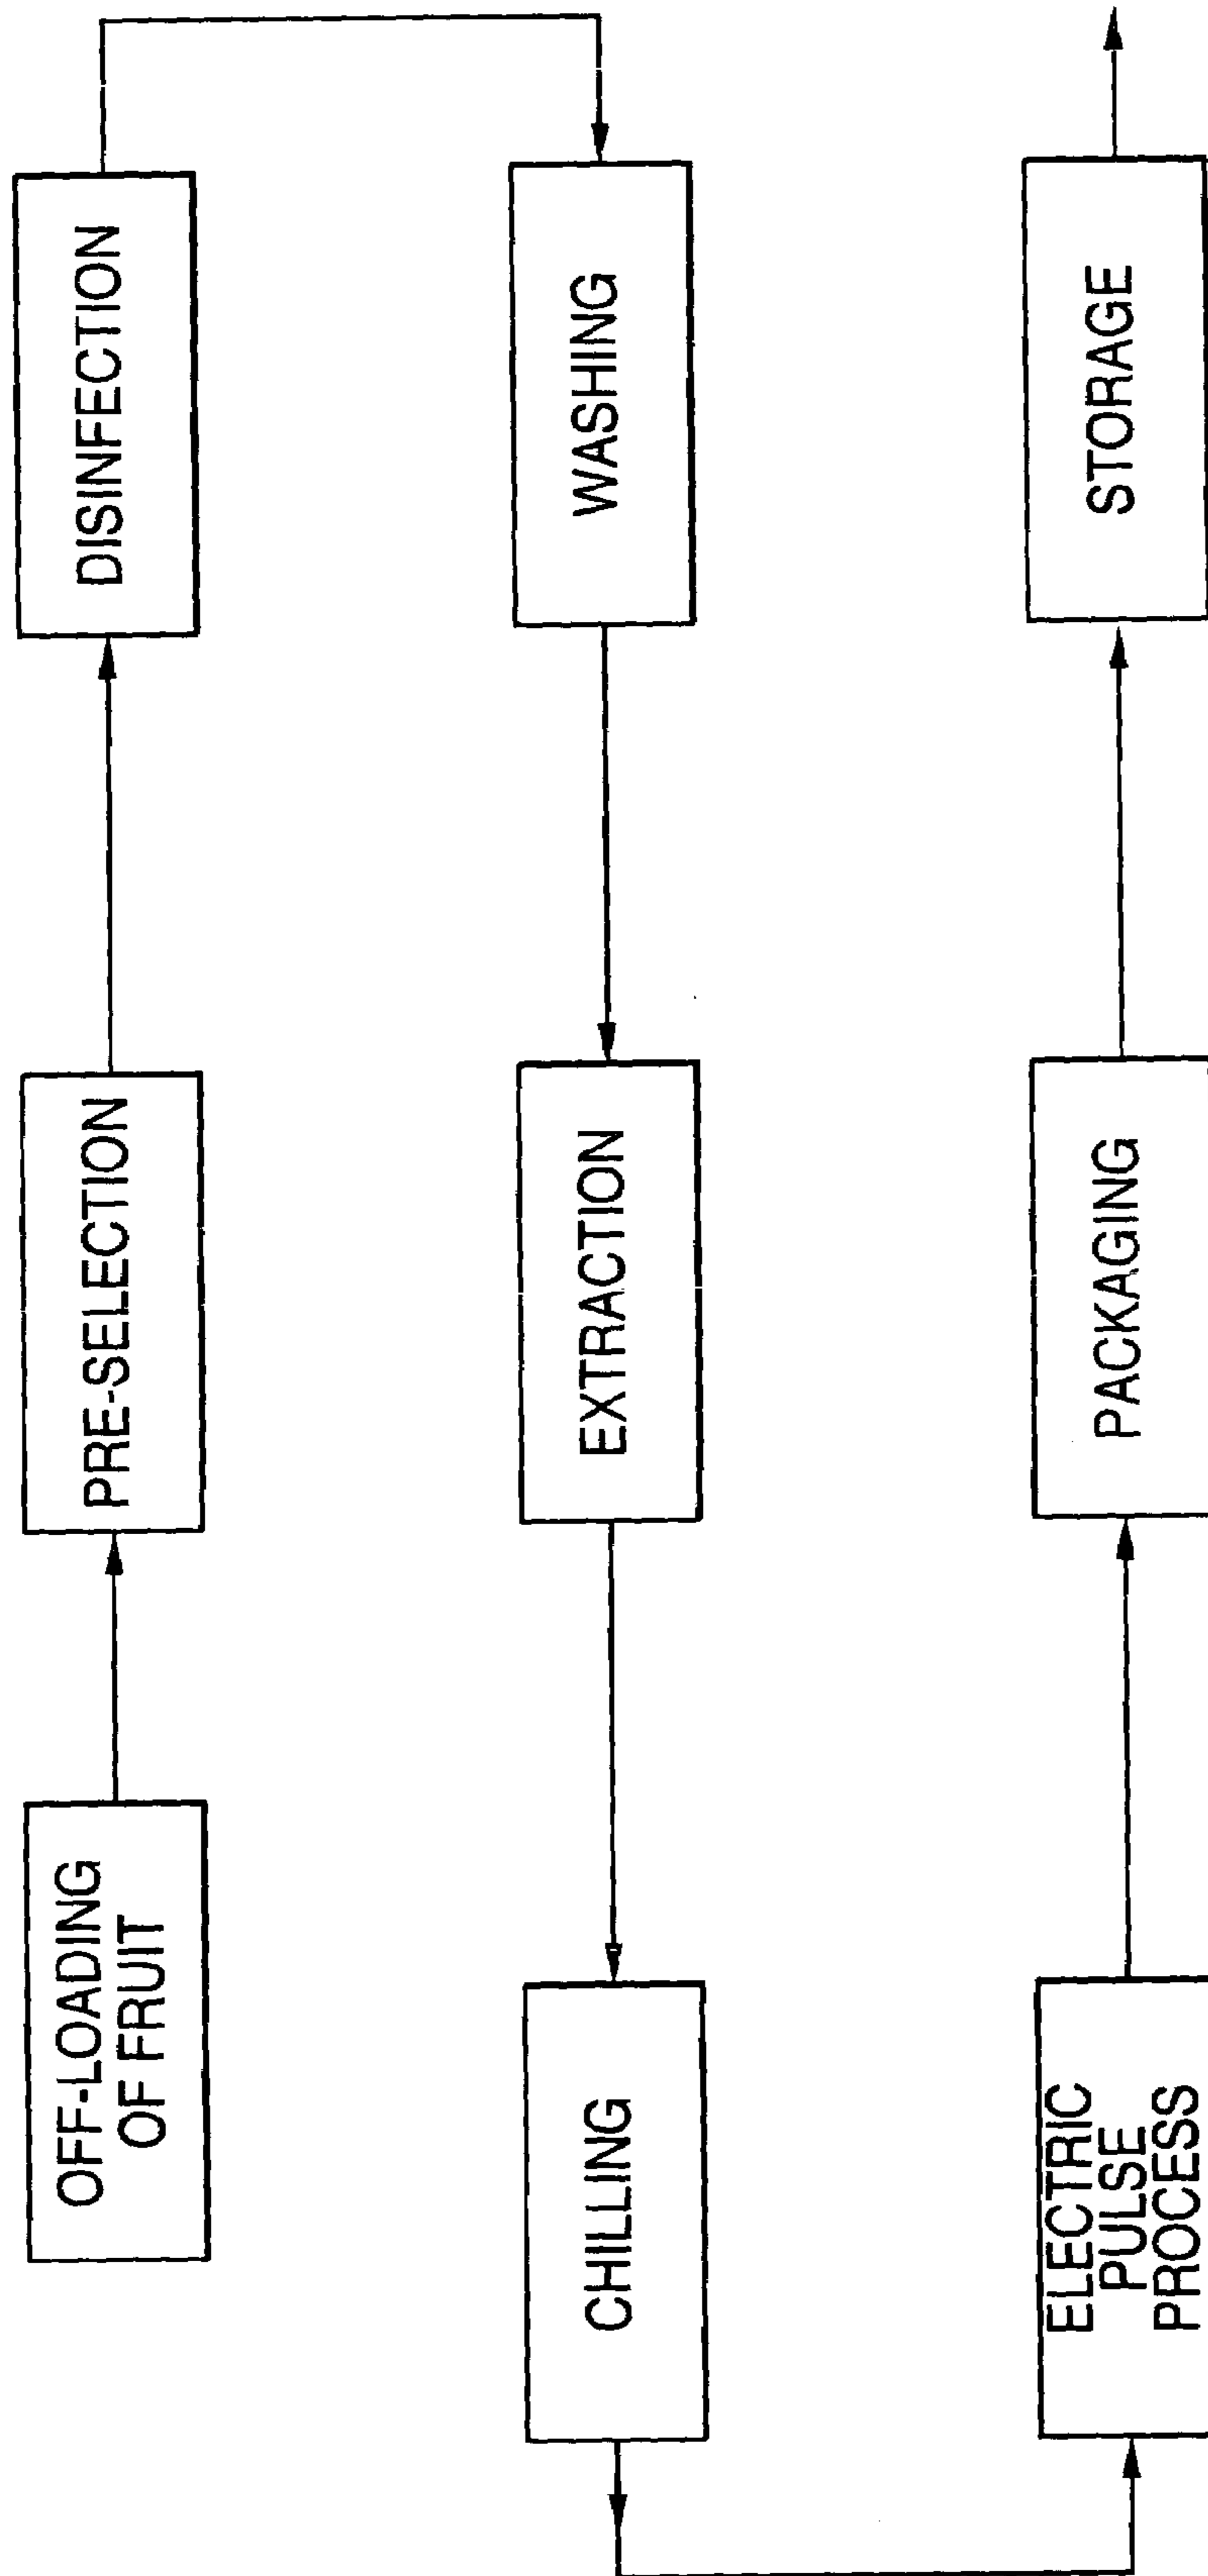 OFF-LOADING
OF FRUIT
PRE-SELECTION
DISINFECTION
WASHING
EXTRACTION
CHILLING
ELECTRIC
PULSE
PROCESS
PACKAGING
STORAGE